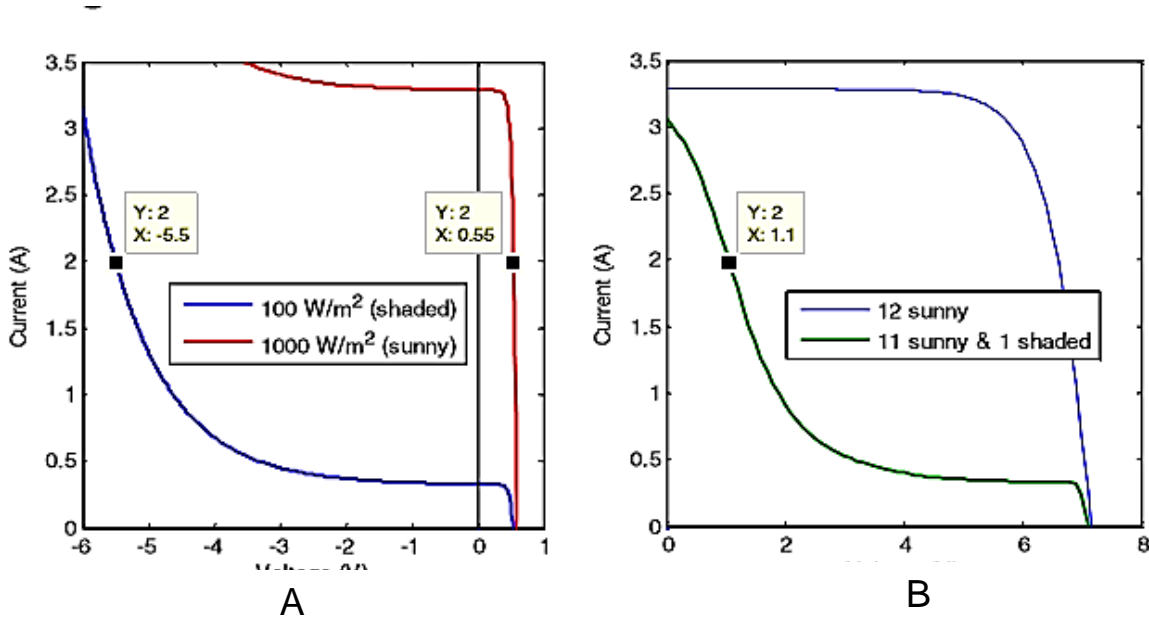 3.5
3
2.5
2
1.5
1
0.5
0
Current (A)
Y: 2
X: -5.5
Y: 2
X: 0.55
100 W/m² (shaded)
1000 W/m² (sunny)
-6 -5 -4 -3 -2 -1 0 1
Voltage (V)
A
3.5
3
2.5
2
1.5
1
0.5
0
Current (A)
Y: 2
X: 1.1
12 sunny
11 sunny & 1 shaded
0 2 4 6 8
B